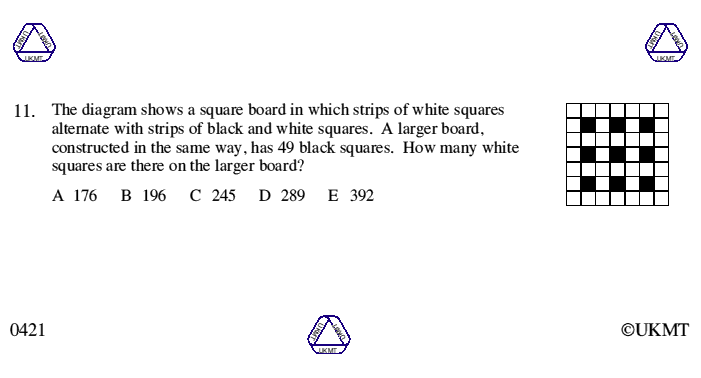 UKMT UKMT UKMT
UKMT UKMT UKMT
11. The diagram shows a square board in which strips of white squares
alternate with strips of black and white squares. A larger board,
constructed in the same way, has 49 black squares. How many white
squares are there on the larger board?
A 176 B 196 C 245 D 289 E 392
0421
UKMT UKMT UKMT
©UKMT